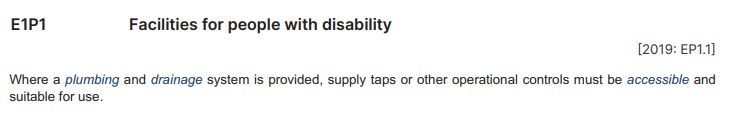 E1P1 Facilities for people with disability
[2019: EP1.1]
Where a plumbing and drainage system is provided, supply taps or other operational controls must be accessible and
suitable for use.